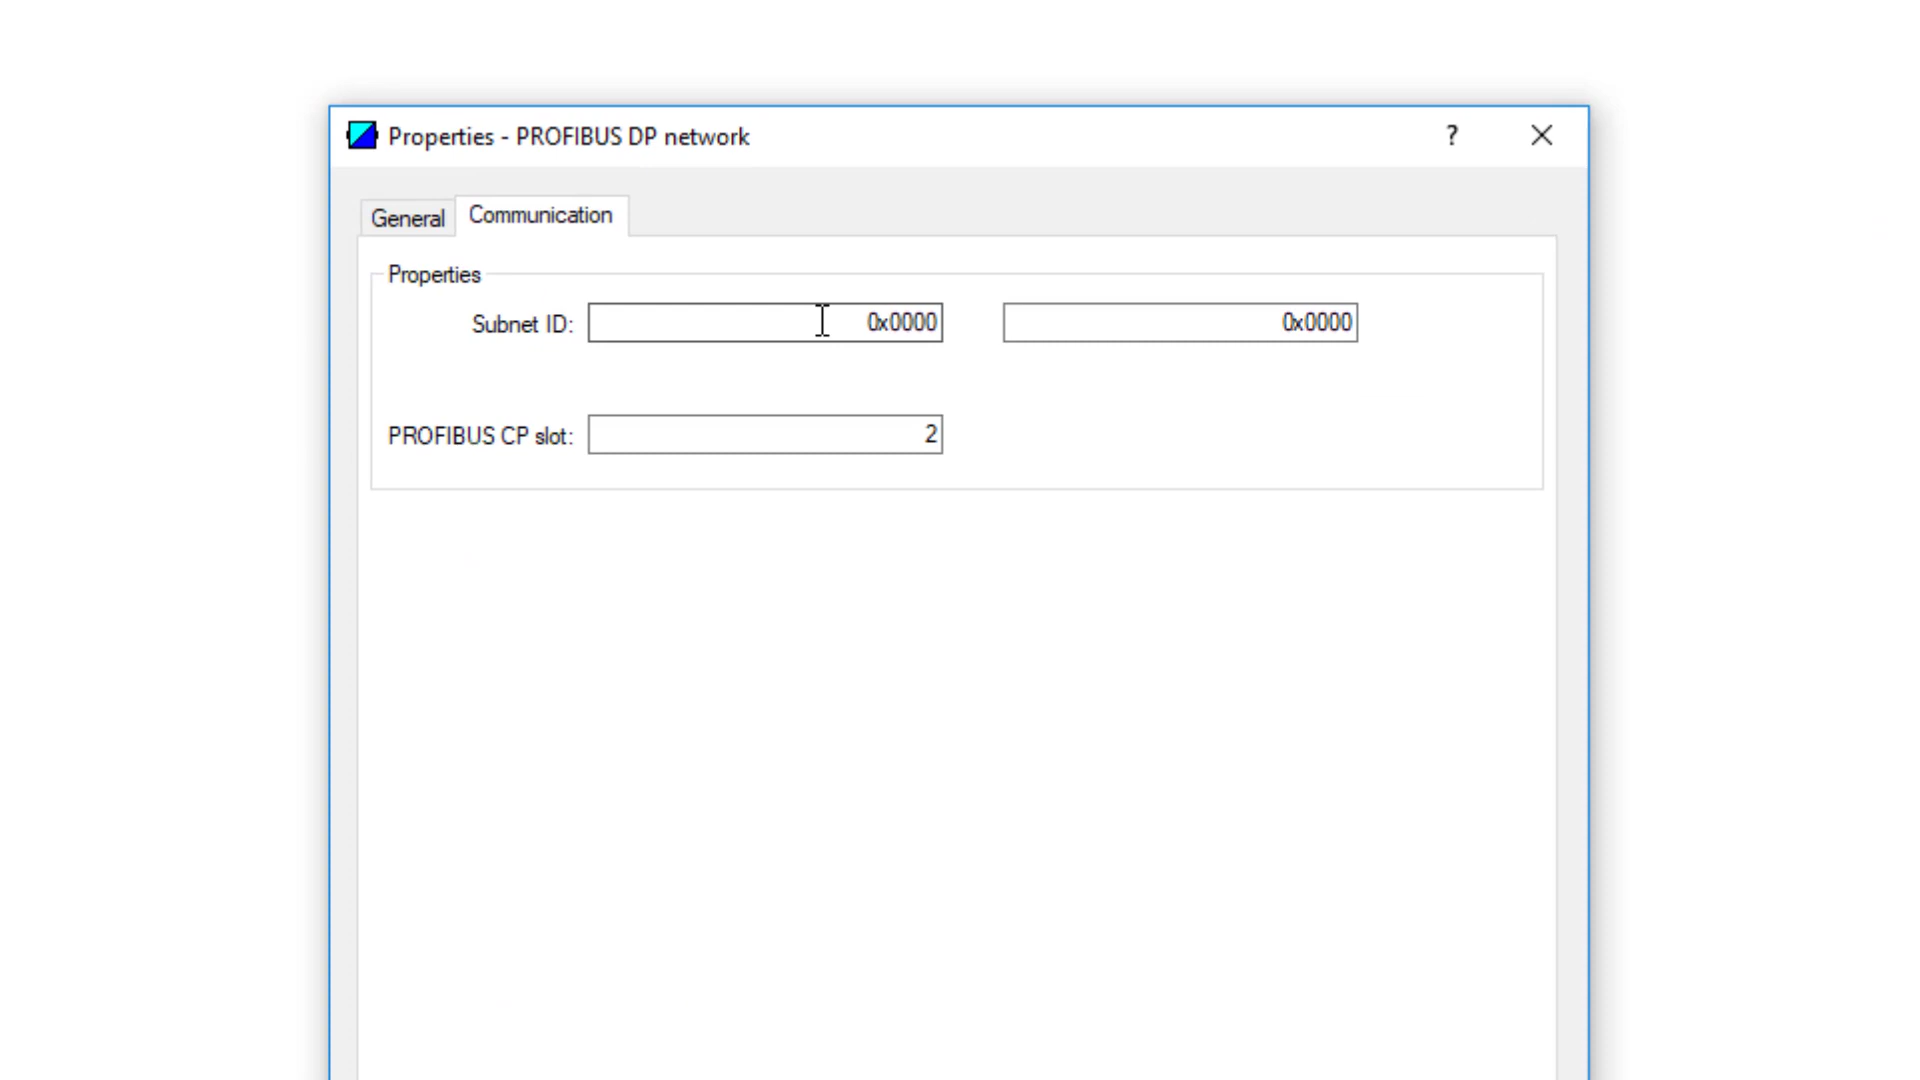 Properties - PROFIBUS DP network
?
General
Communication
Properties
Subnet ID: 0x0000 0x0000
PROFIBUS CP slot: 2